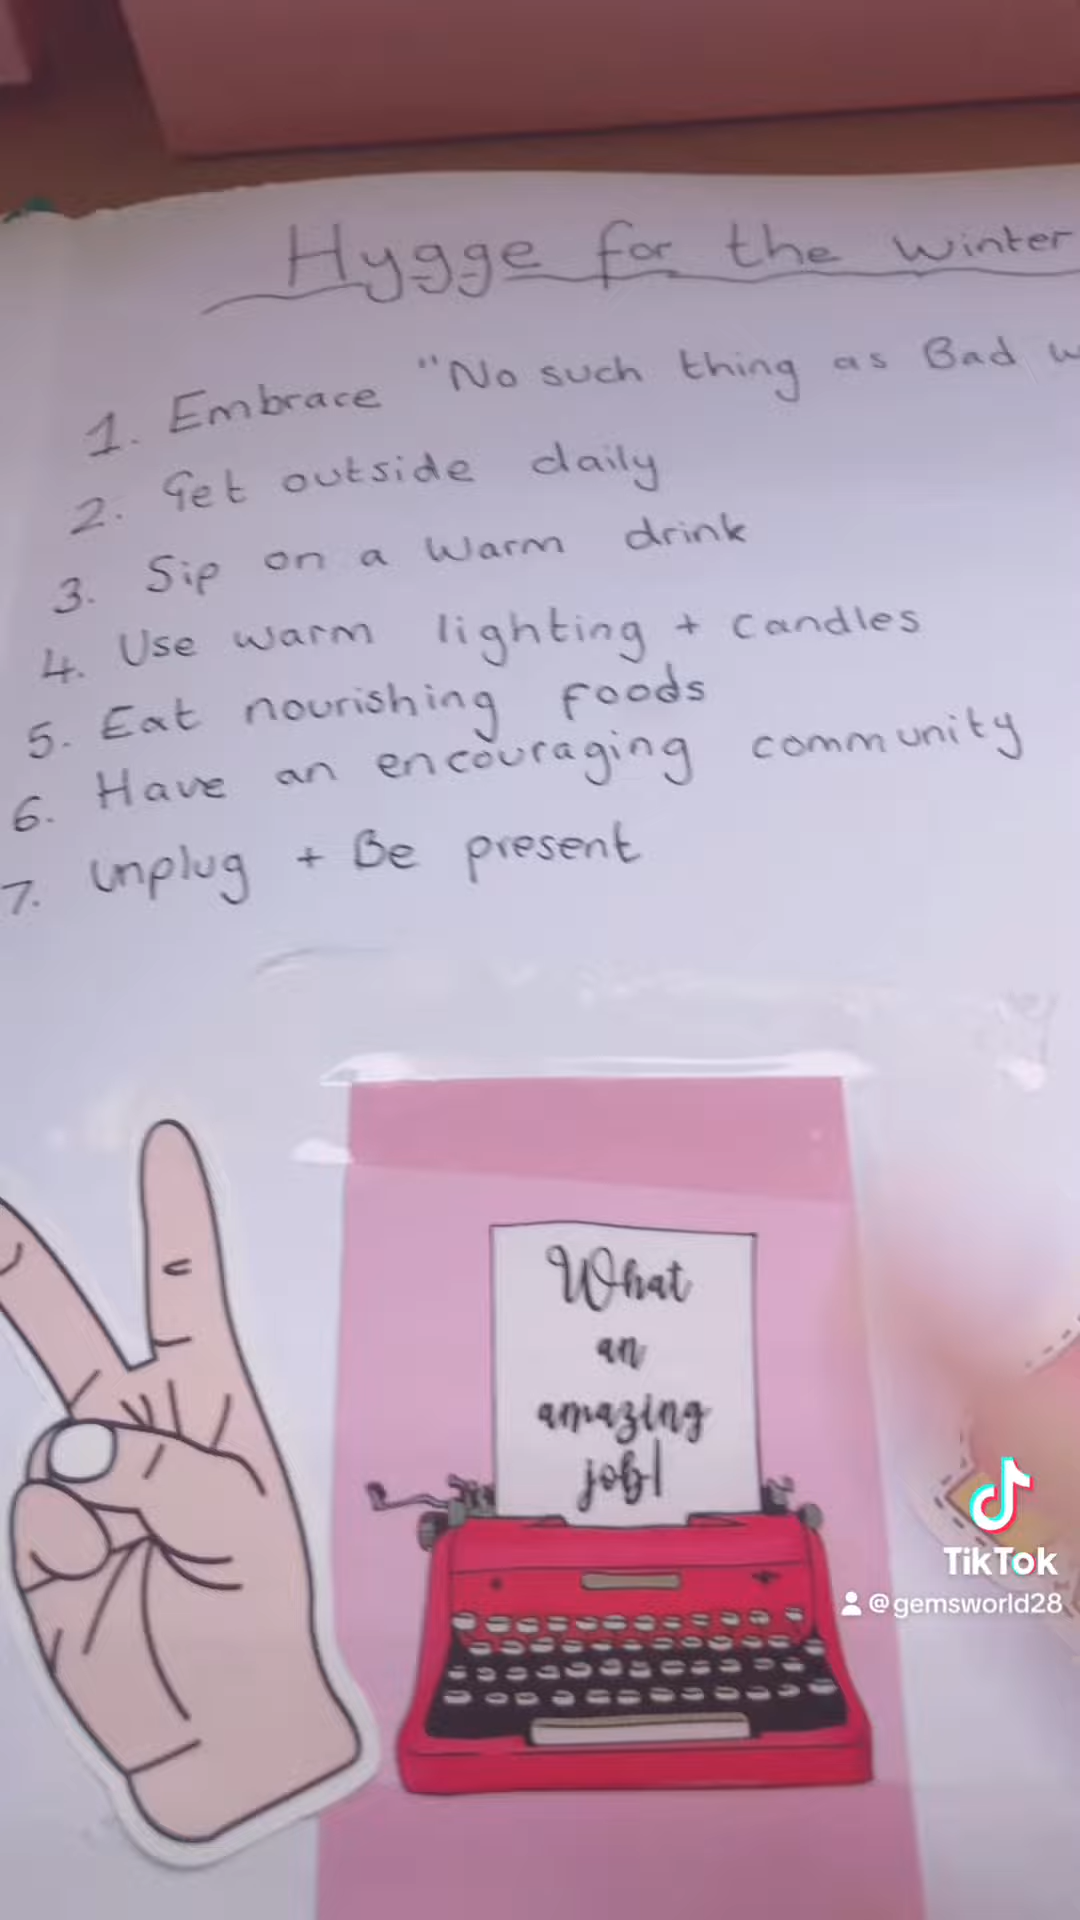 Hygge for the winter
1. Embrace "No such thing as Bad
2. Get outside daily
3. Sip on a warm drink
4. Use warm lighting + candles
5. Eat nourishing foods
6. Have an encouraging community
7. unplug + Be present
What
an
amazing
job!
TikTok
@gemsworld28